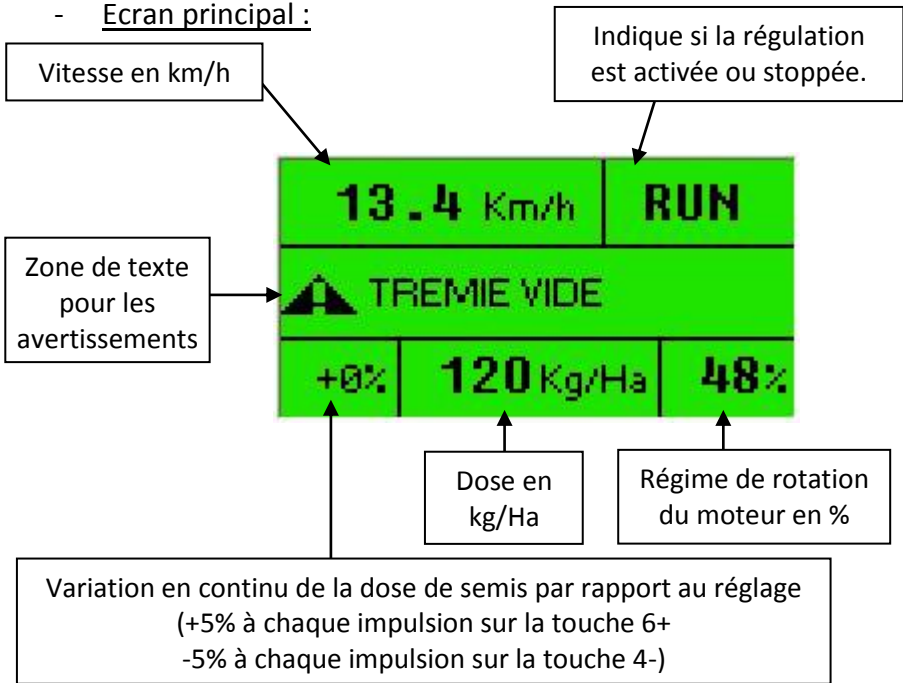 - Ecran principal :
Indique si la régulation
est activée ou stoppée.
Vitesse en km/h
13.4 Km/h RUN
Zone de texte
pour les
avertissements
TREMIE VIDE
+0% 120 Kg/Ha 48%
Dose en
kg/Ha
Régime de rotation
du moteur en %
Variation en continu de la dose de semis par rapport au réglage
(+5% à chaque impulsion sur la touche 6+
-5% à chaque impulsion sur la touche 4-)